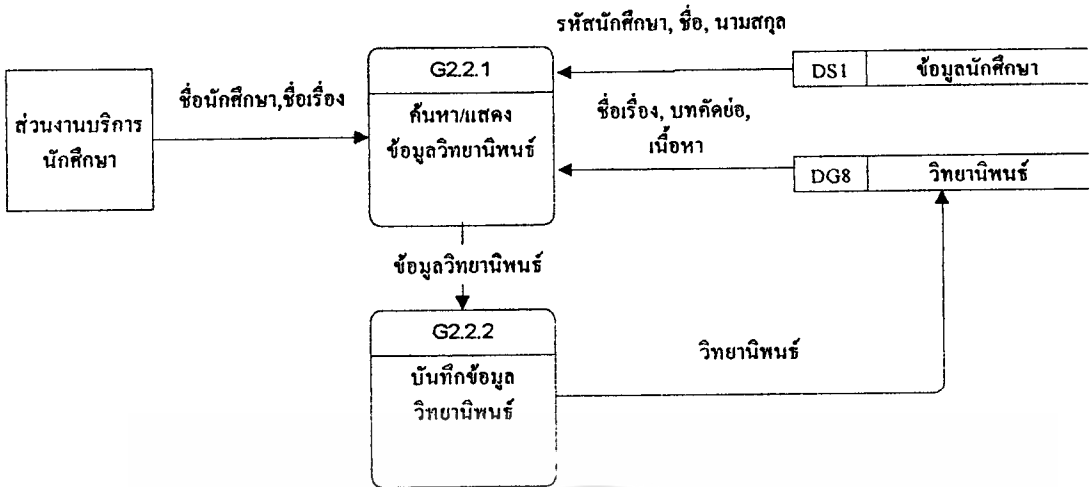 รหัสนักศึกษา, ชื่อ, นามสกุล
G2.2.1
DS1 ข้อมูลนักศึกษา
ส่วนงานบริการ
นักศึกษา
ชื่อนักศึกษา,ชื่อเรื่อง
ค้นหา/แสดง
ข้อมูลวิทยานิพนธ์
ชื่อเรื่อง, บทคัดย่อ,
เนื้อหา
DG8 วิทยานิพนธ์
ข้อมูลวิทยานิพนธ์
G2.2.2
บันทึกข้อมูล
วิทยานิพนธ์
วิทยานิพนธ์